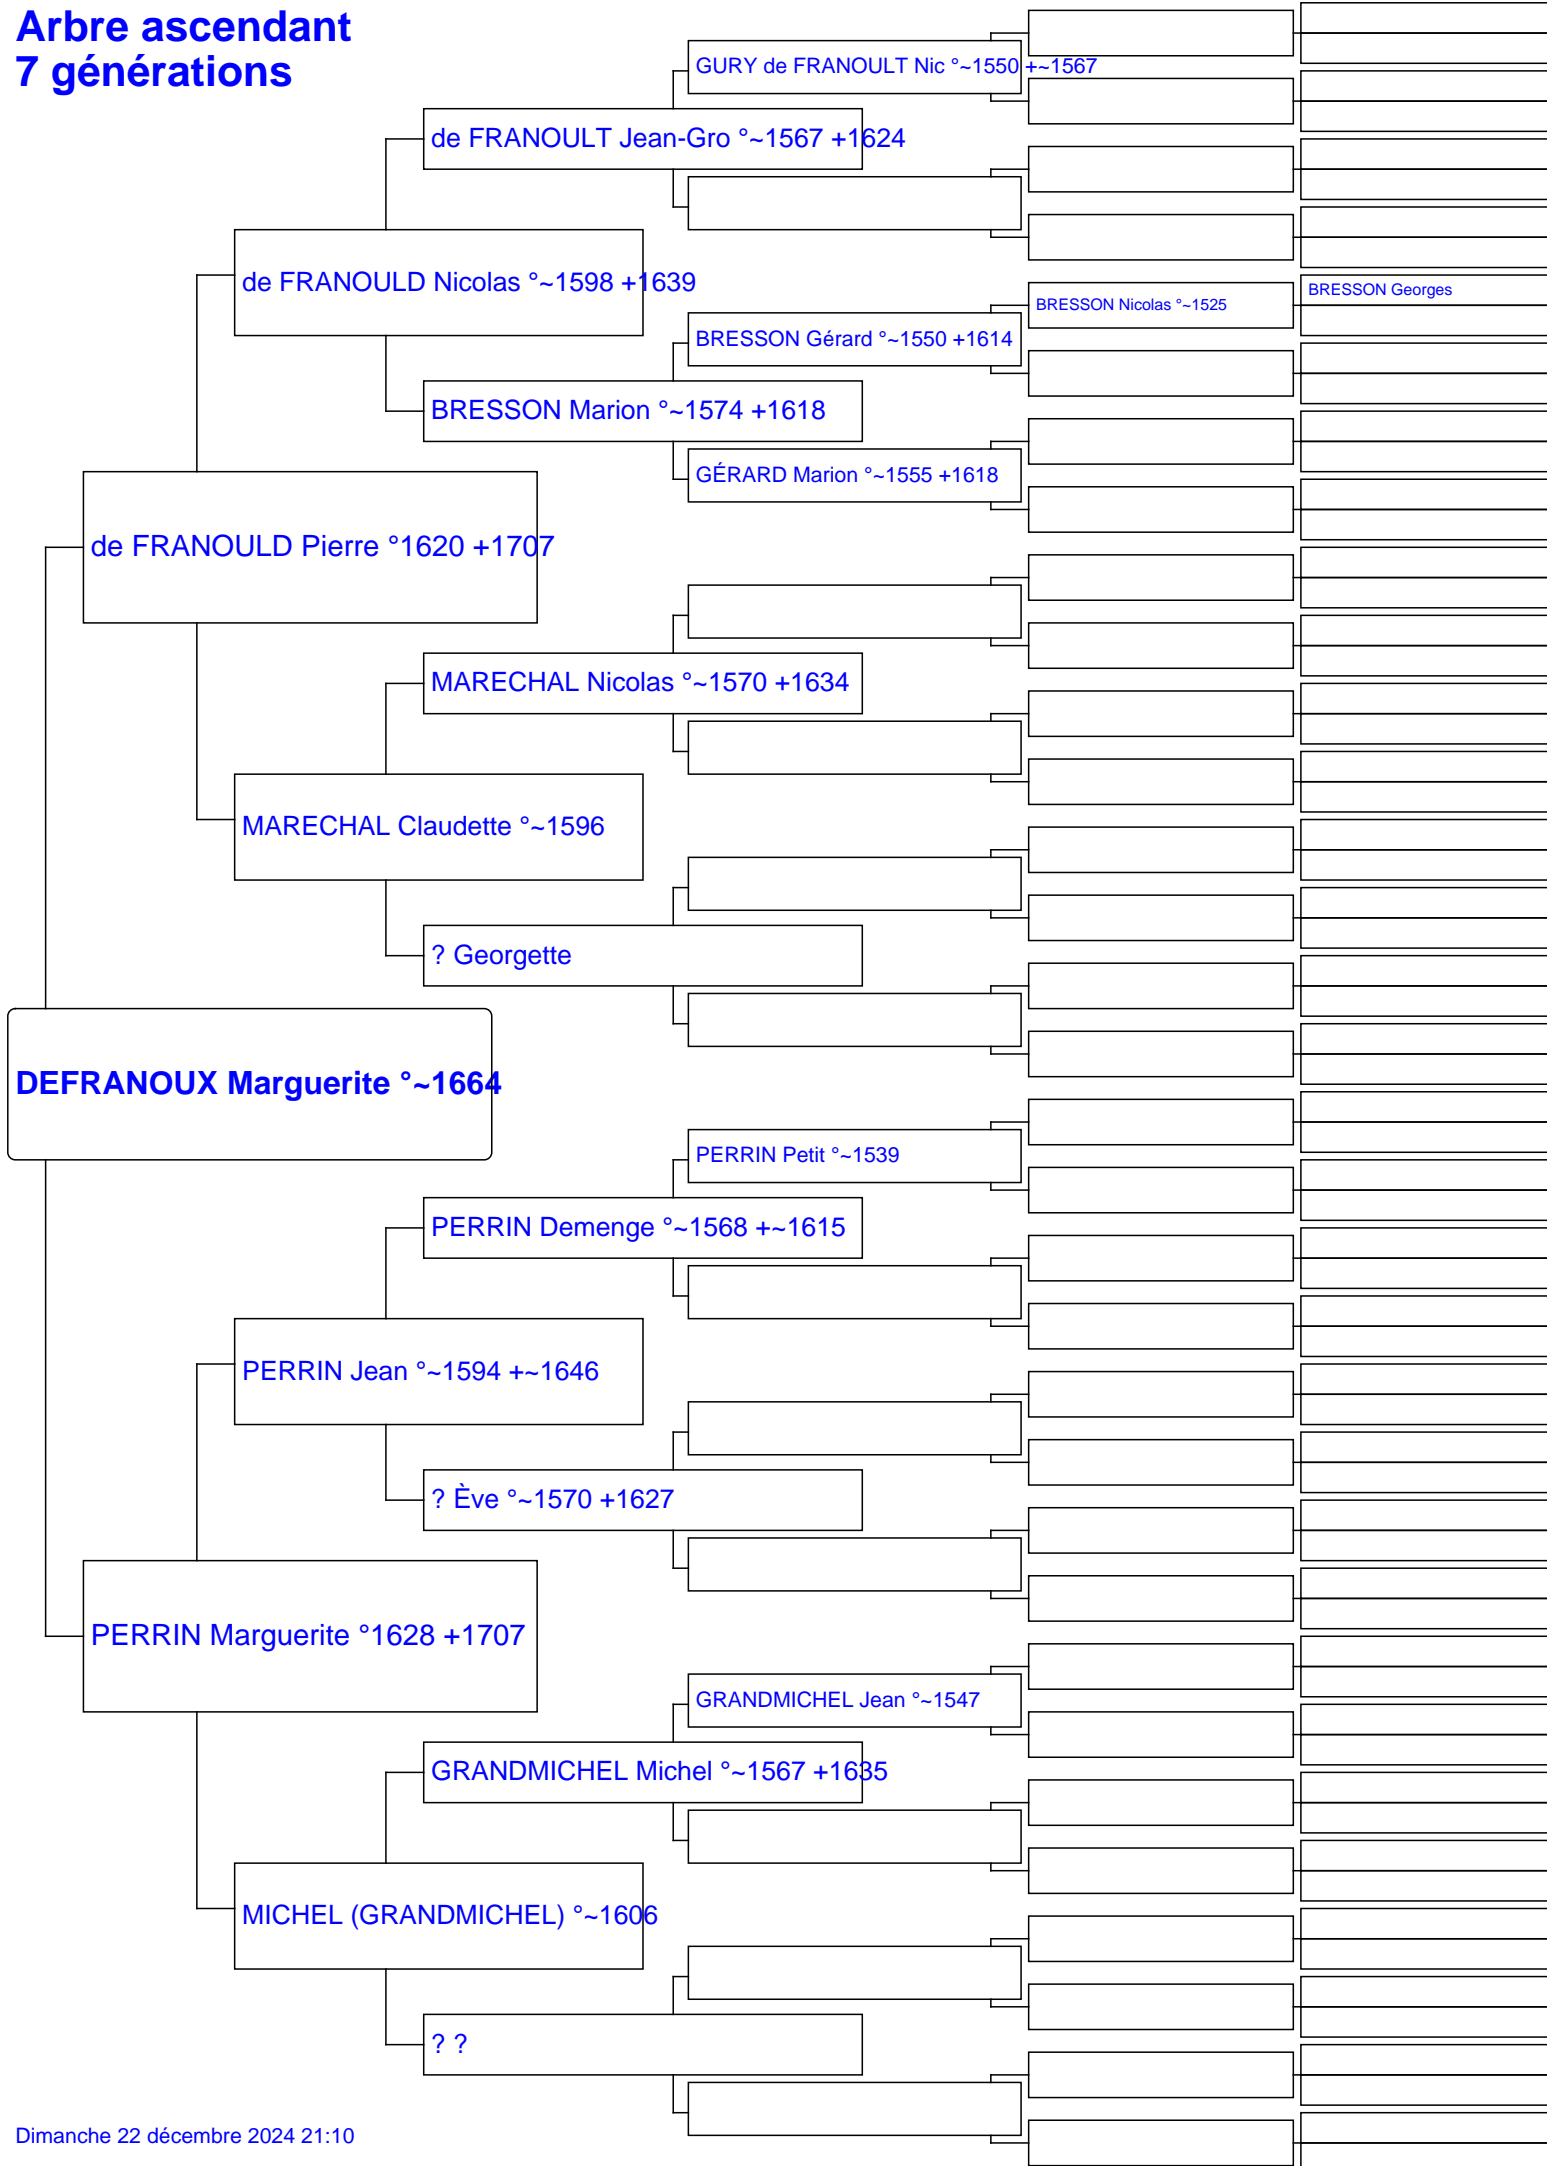 Arbre ascendant
7 générations
GURY de FRANOULT Nic °~1550 +~1567
de FRANOULT Jean-Gro °~1567 +1624
de FRANOULD Nicolas °~1598 +1639
BRESSON Georges
BRESSON Nicolas °~1525
BRESSON Gérard °~1550 +1614
BRESSON Marion °~1574 +1618
GÉRARD Marion °~1555 +1618
de FRANOULD Pierre °1620 +1707
MARECHAL Nicolas °~1570 +1634
MARECHAL Claudette °~1596
? Georgette
DEFRANOUX Marguerite °~1664
PERRIN Petit °~1539
PERRIN Demenge °~1568 +~1615
PERRIN Jean °~1594 +~1646
? Ève °~1570 +1627
PERRIN Marguerite °1628 +1707
GRANDMICHEL Jean °~1547
GRANDMICHEL Michel °~1567 +1635
MICHEL (GRANDMICHEL) °~1606
? ?
Dimanche 22 décembre 2024 21:10